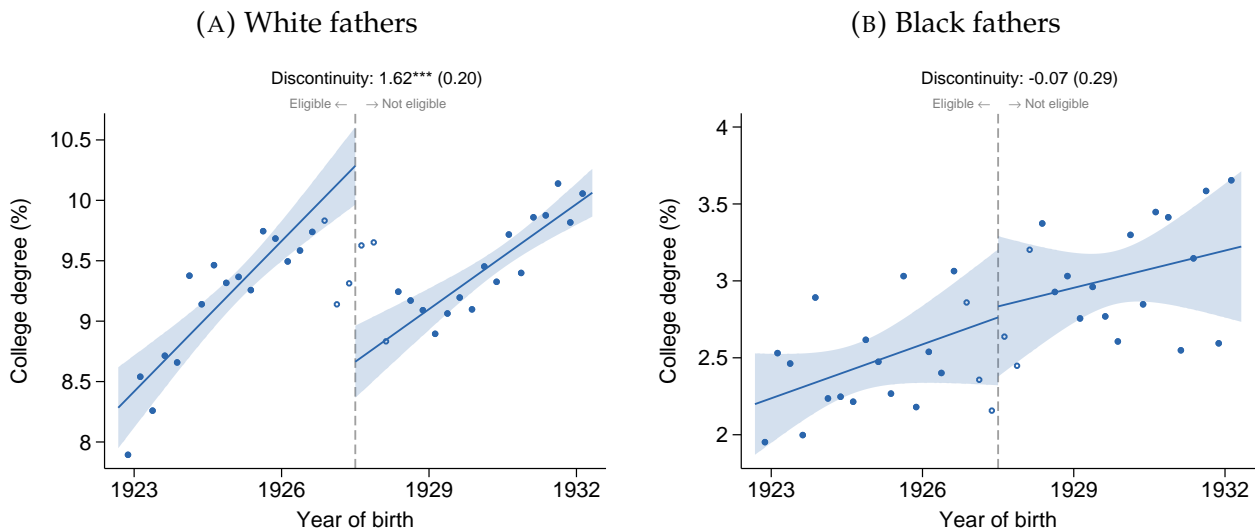 (A) White fathers
Discontinuity: 1.62*** (0.20)
Eligible ← → Not eligible
10.5
10
9.5
9
8.5
8
College degree (%)
1923 1926 1929 1932
Year of birth
(B) Black fathers
Discontinuity: -0.07 (0.29)
Eligible ← → Not eligible
4
3.5
3
2.5
2
College degree (%)
1923 1926 1929 1932
Year of birth